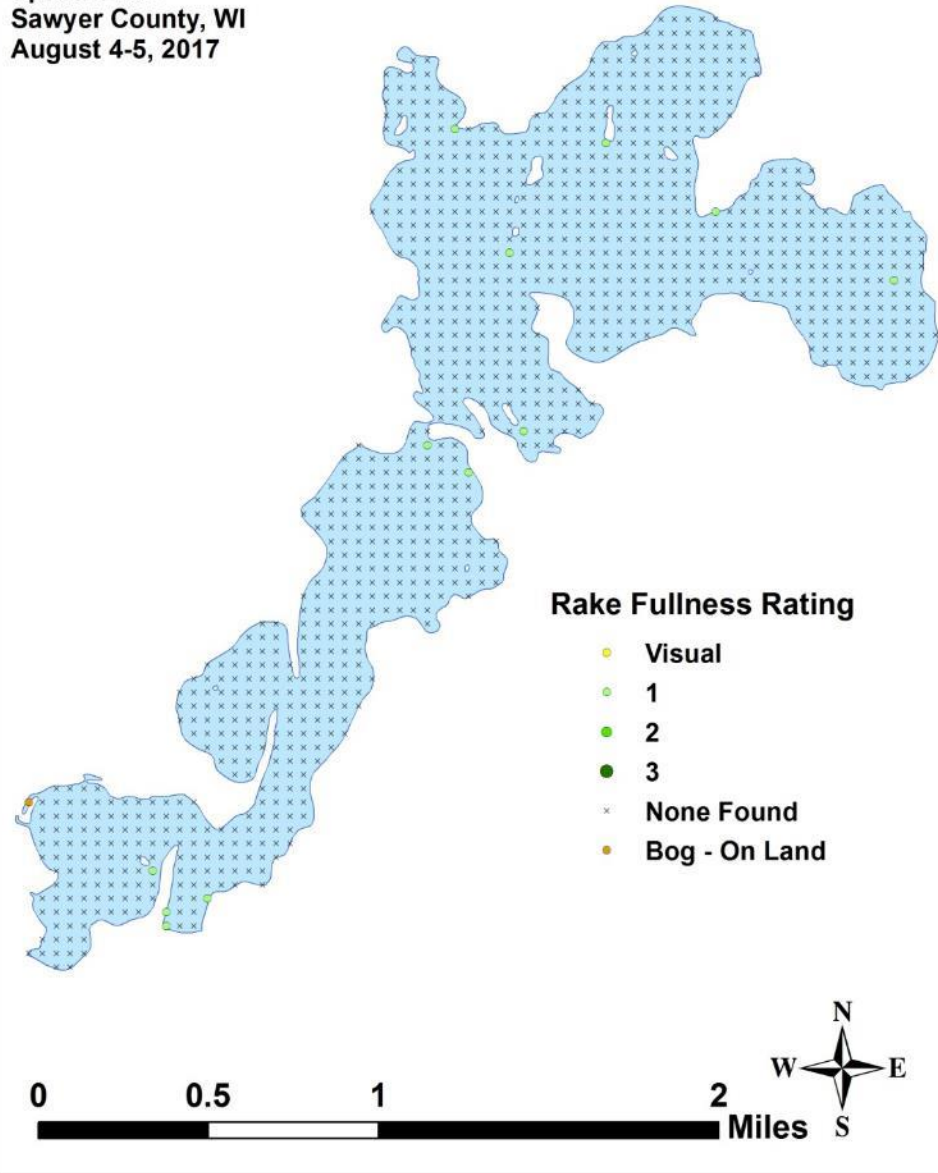 Sawyer County, WI
August 4-5, 2017
Rake Fullness Rating
Visual
1
2
3
None Found
Bog - On Land
N
W E
S
0 0.5 1 2
Miles